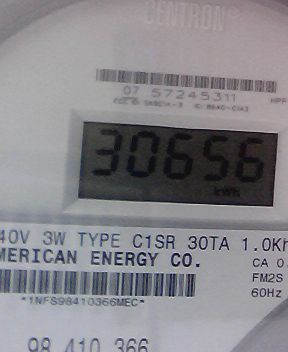 CENTRON®
07 57245311
30656
kWh
40V 3W TYPE C1SR 30TA 1.0Kh
MERICAN ENERGY CO.
CA 0.
FM2S
*1NFS98410366MEC*
60Hz
98 410 366